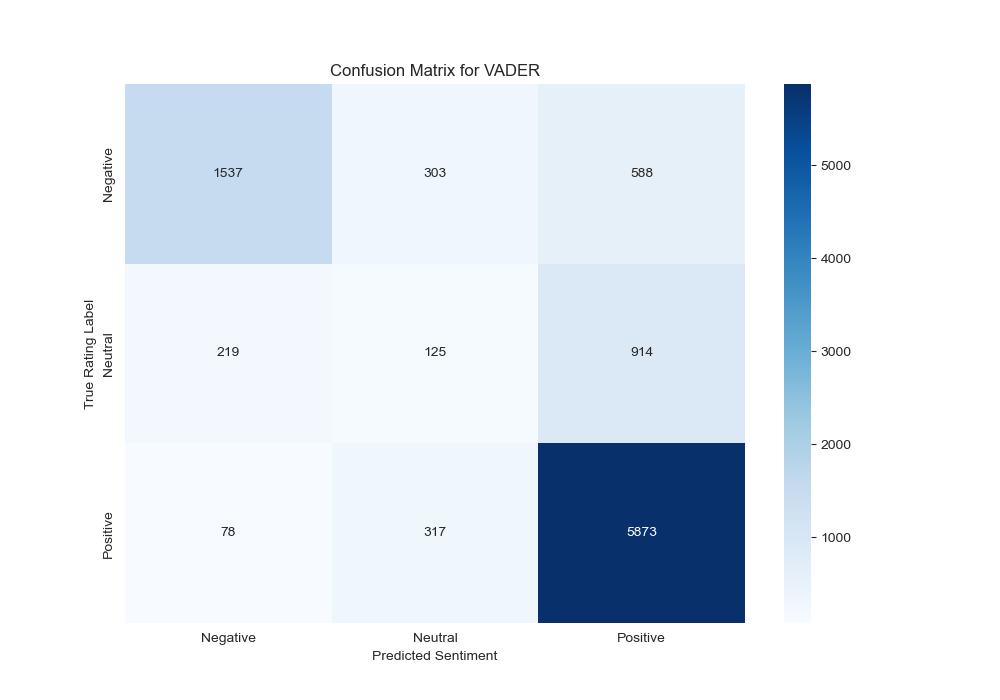 Confusion Matrix for VADER
Negative
1537
303
588
5000
4000
True Rating Label
Neutral
219
125
914
3000
2000
Positive
78
317
5873
1000
Negative
Neutral
Positive
Predicted Sentiment